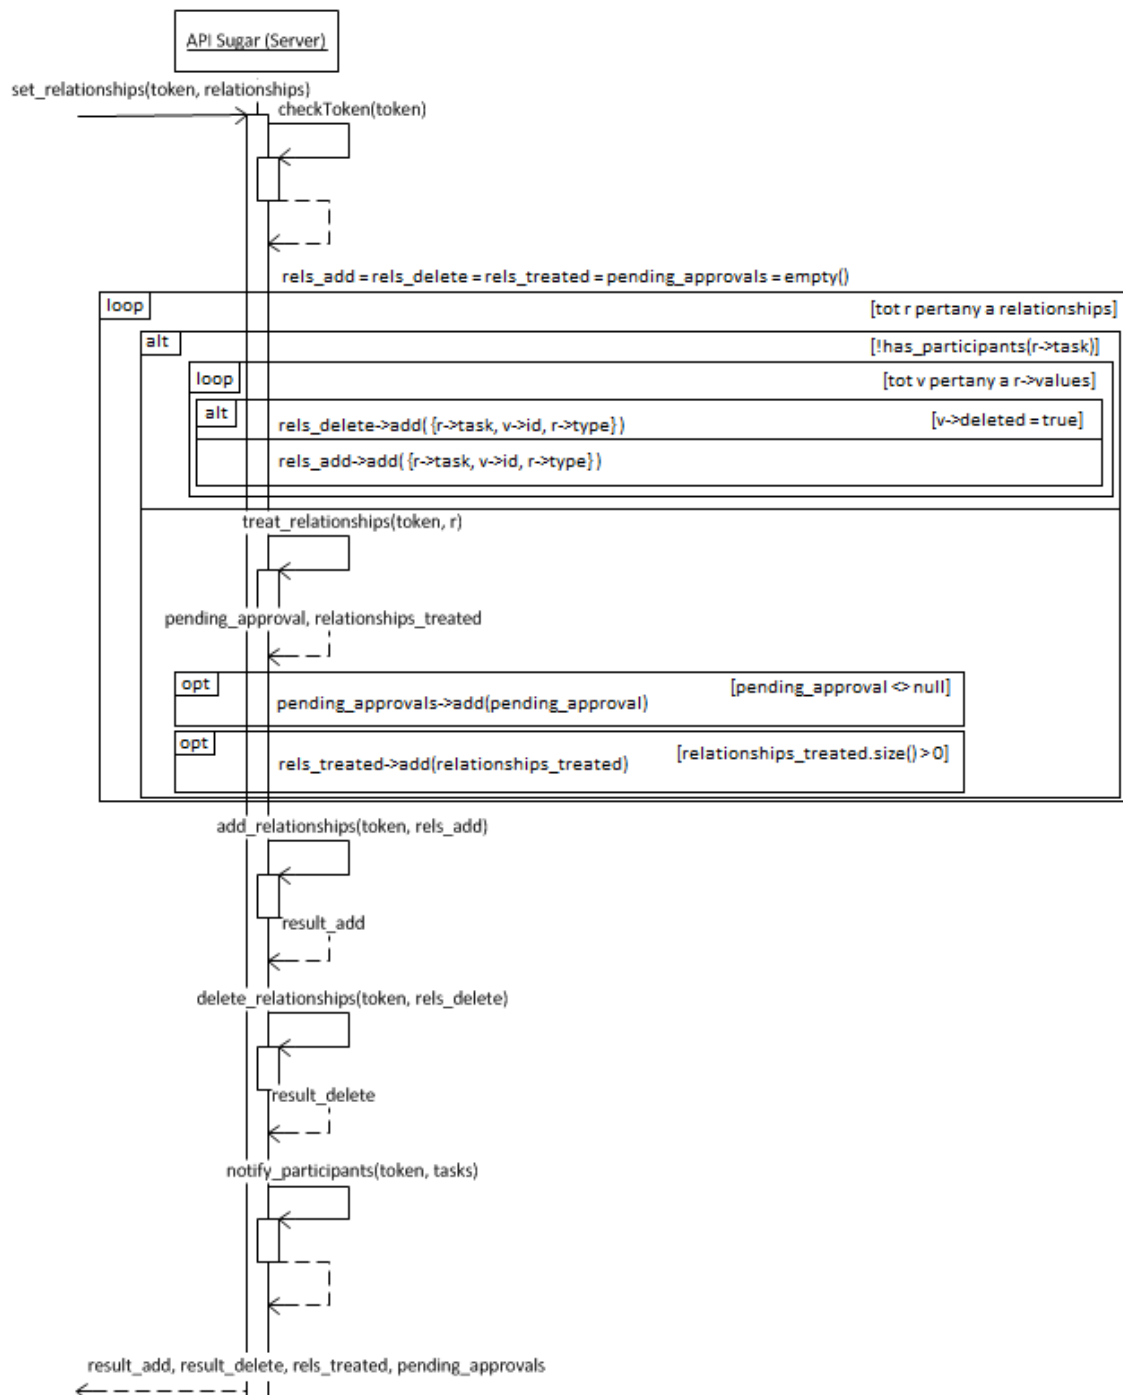 API Sugar (Server)
set_relationships(token, relationships)
checkToken(token)
rels_add = rels_delete = rels_treated = pending_approvals = empty()
loop
[tot r pertany a relationships]
alt
[!has_participants(r->task)]
loop
[tot v pertany a r->values]
alt
[v->deleted = true]
rels_delete->add( {r->task, v->id, r->type} )
rels_add->add( {r->task, v->id, r->type} )
treat_relationships(token, r)
pending_approval, relationships_treated
opt
[pending_approval <> null]
pending_approvals->add(pending_approval)
opt
[relationships_treated.size() > 0]
rels_treated->add(relationships_treated)
add_relationships(token, rels_add)
result_add
delete_relationships(token, rels_delete)
result_delete
notify_participants(token, tasks)
result_add, result_delete, rels_treated, pending_approvals